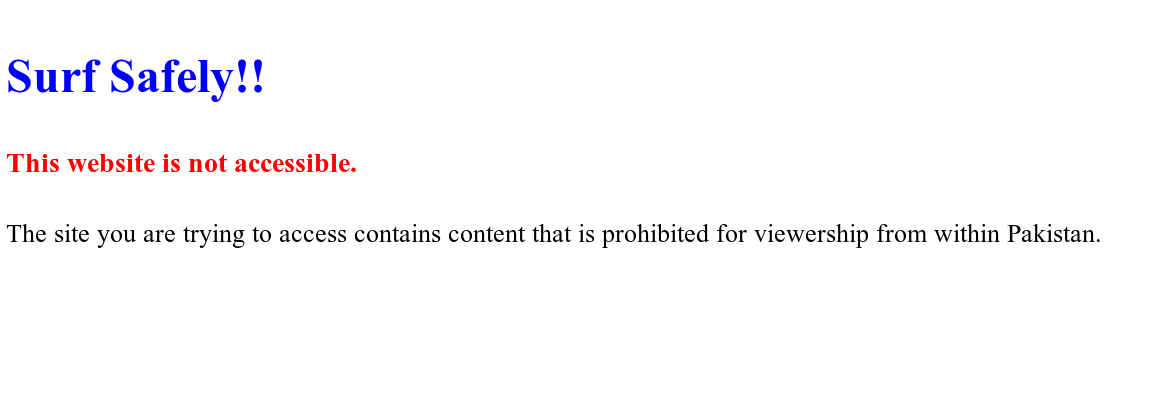 Surf Safely!!
This website is not accessible.
The site you are trying to access contains content that is prohibited for viewership from within Pakistan.